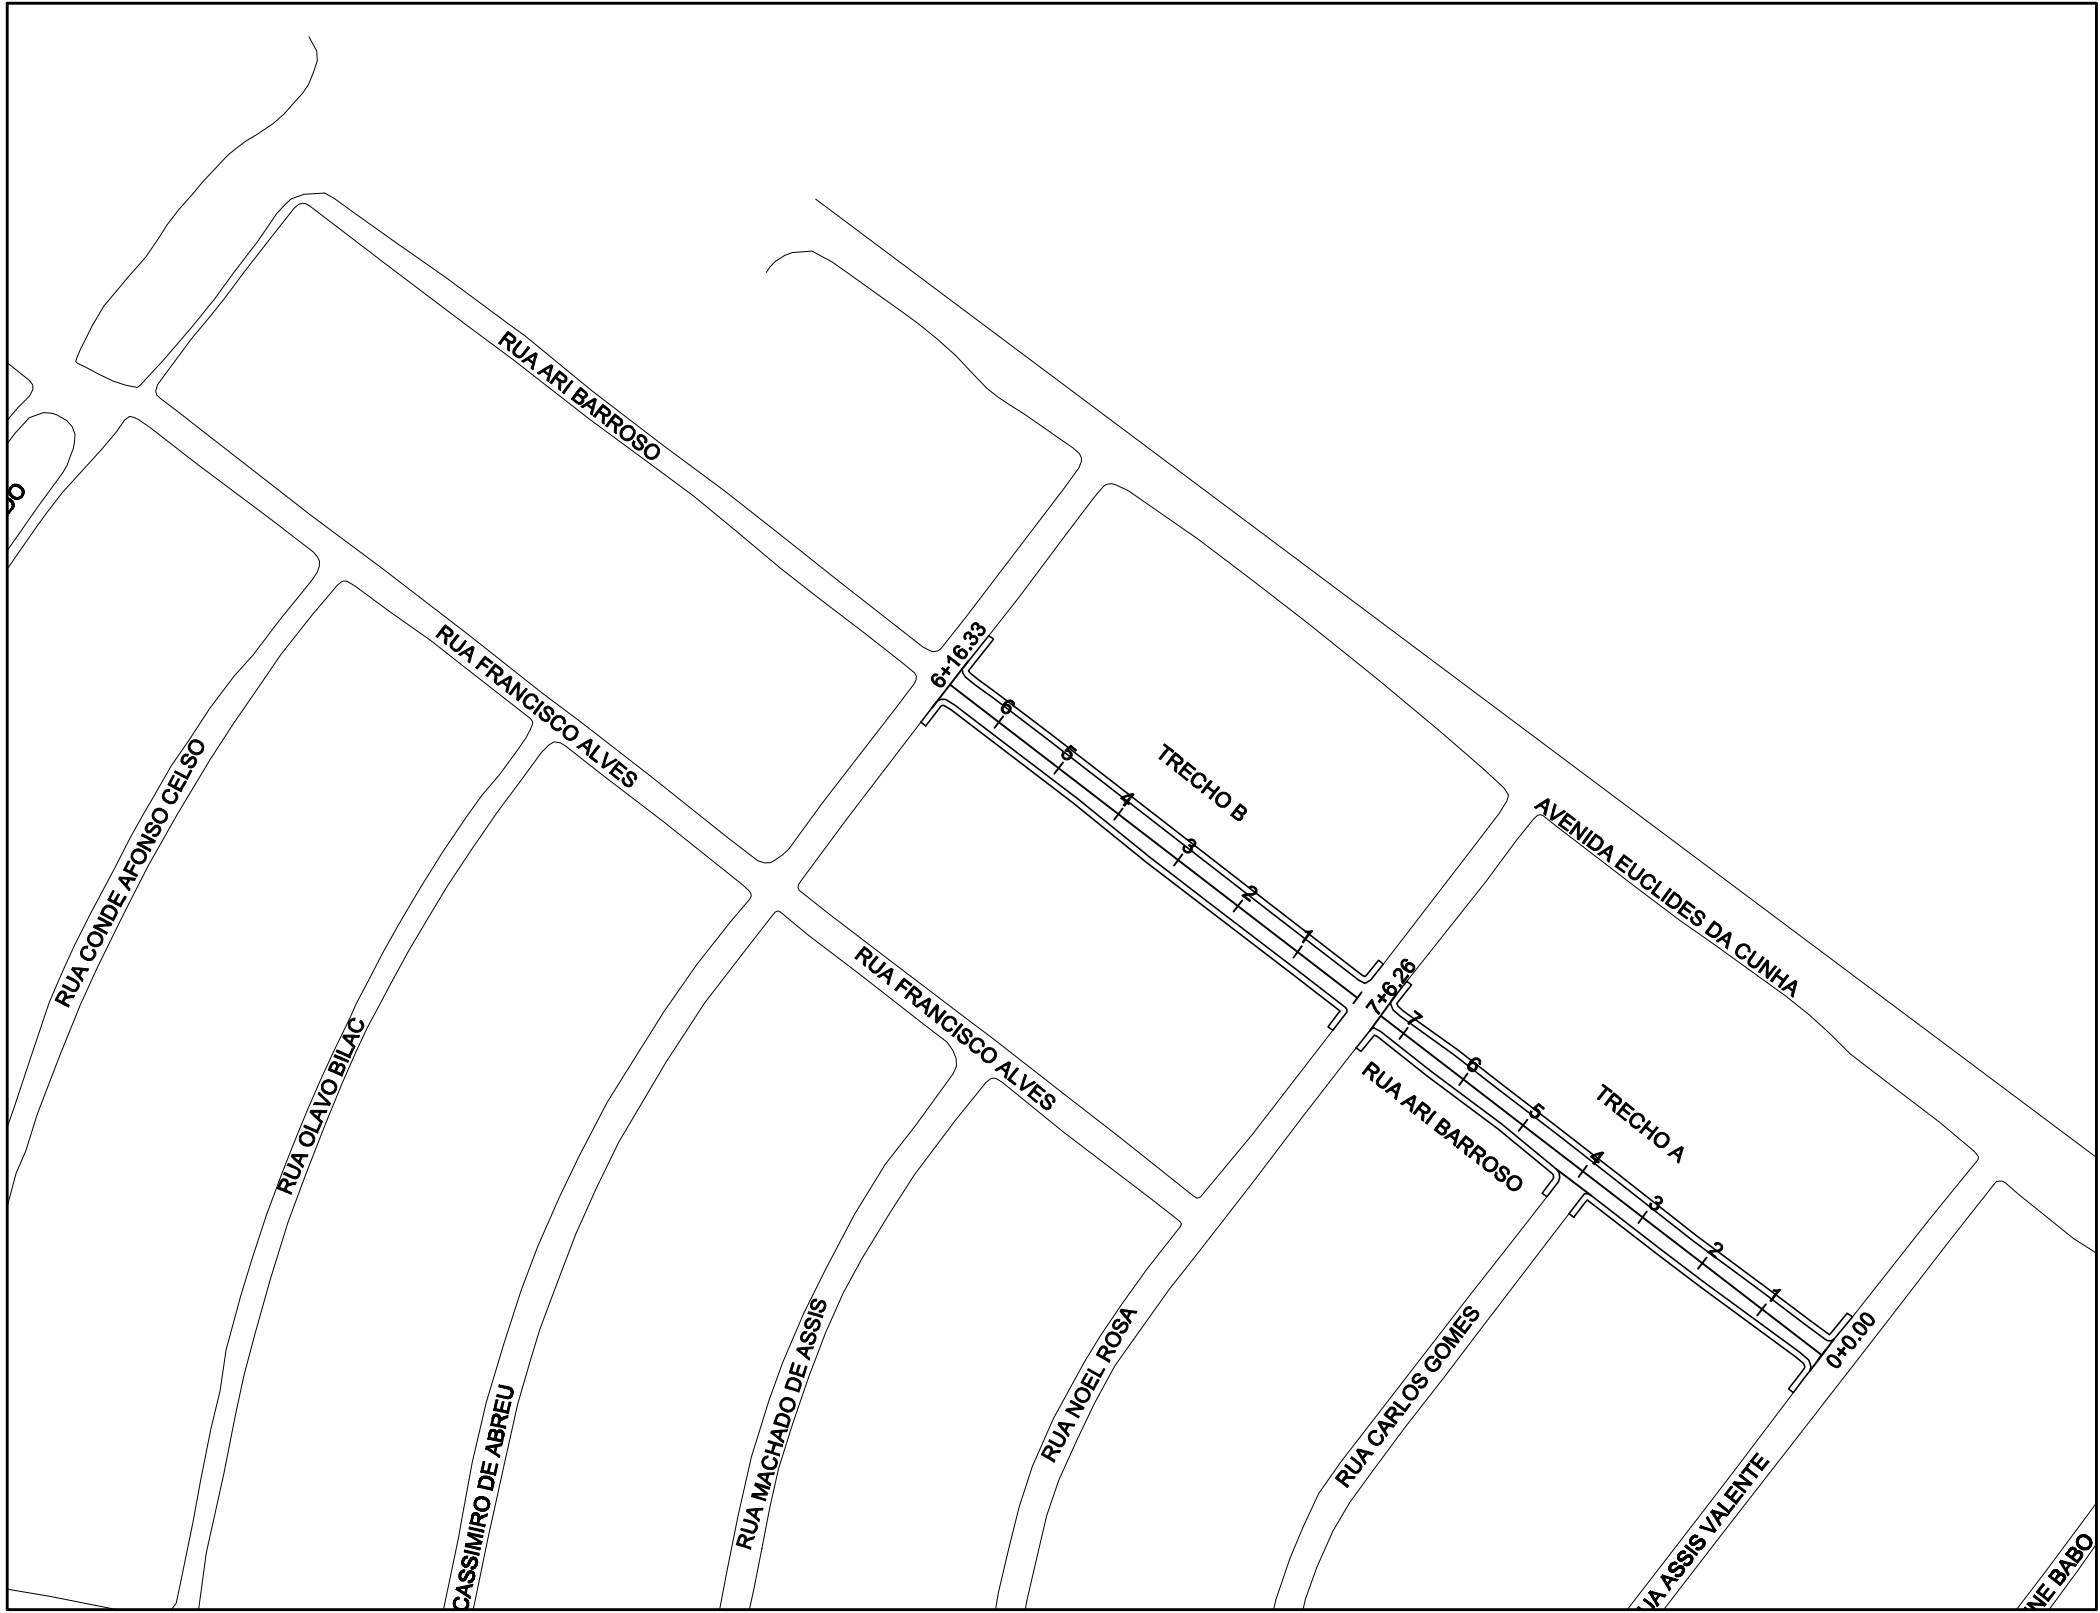 RUA ARI BARROSO
RUA FRANCISCO ALVES
RUA CONDE AFONSO CELSO
RUA OLAVO BILAC
CASSIMIRO DE ABREU
RUA MACHADO DE ASSIS
RUA FRANCISCO ALVES
RUA NOEL ROSA
RUA CARLOS GOMES
UA ASSIS VALENTE
NE BABO
AVENIDA EUCLIDES DA CUNHA
TRECHO B
6+16.33
6
5
4
3
2
1
TRECHO A
RUA ARI BARROSO
7+6.26
7
6
5
4
3
2
1
0+0.00